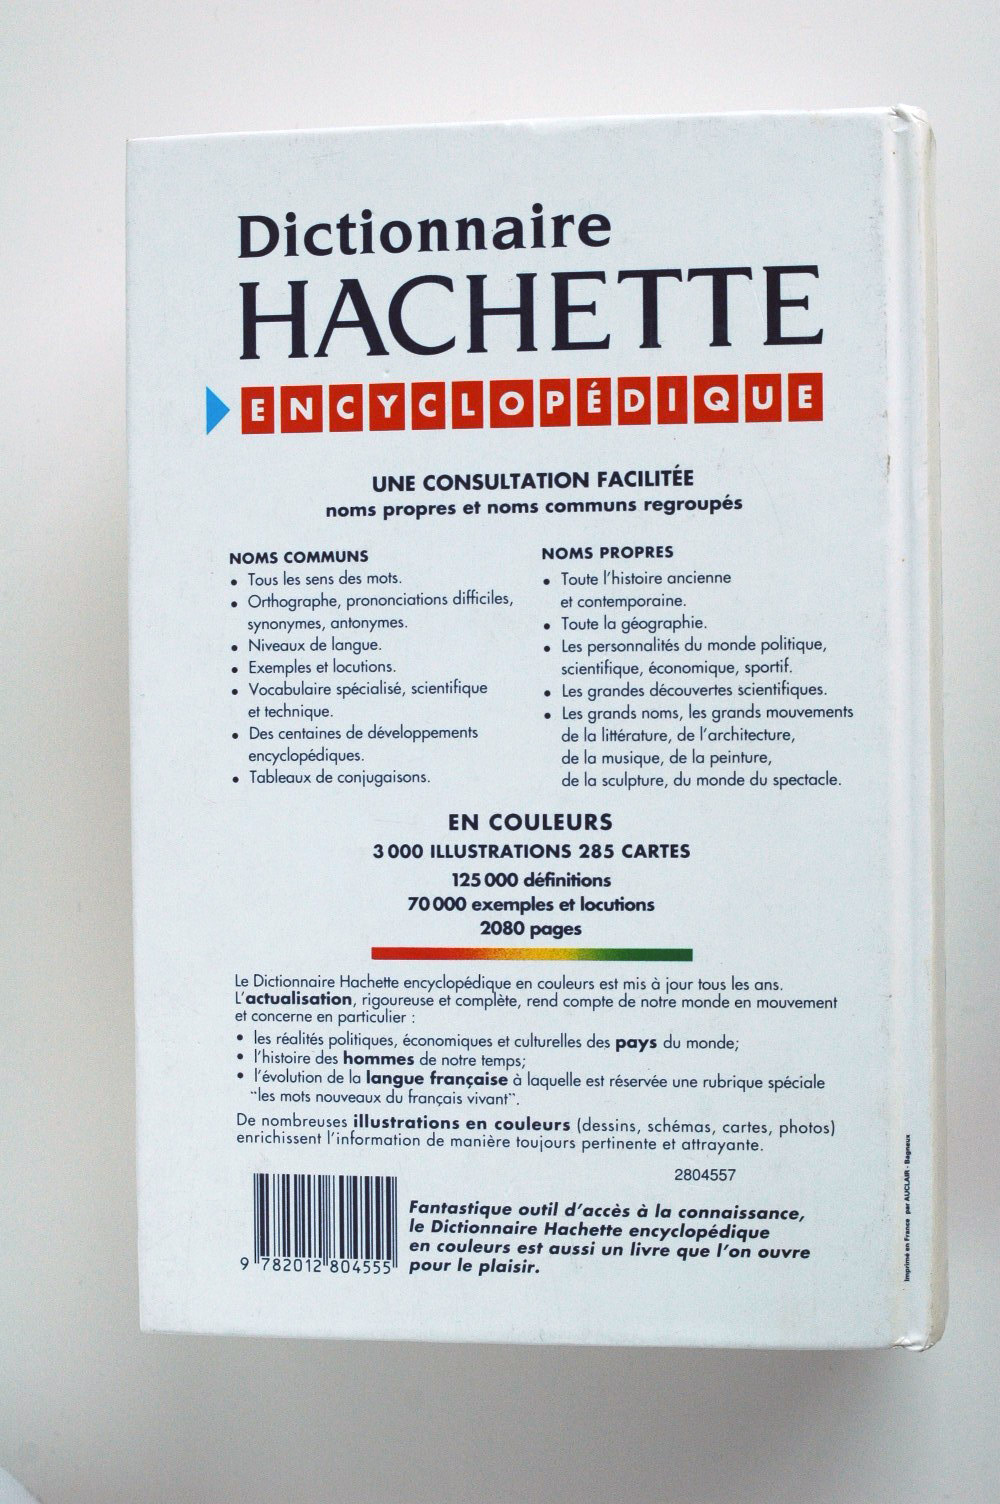 Dictionnaire
HACHETTE
ENCYCLOPÉDIQUE
UNE CONSULTATION FACILITÉE
noms propres et noms communs regroupés
NOMS COMMUNS
• Tous les sens des mots.
• Orthographe, prononciations difficiles,
synonymes, antonymes.
• Niveaux de langue.
• Exemples et locutions.
• Vocabulaire spécialisé, scientifique
et technique.
• Des centaines de développements
encyclopédiques.
• Tableaux de conjugaisons.
NOMS PROPRES
• Toute l'histoire ancienne
et contemporaine.
• Toute la géographie.
• Les personnalités du monde politique,
scientifique, économique, sportif.
• Les grandes découvertes scientifiques.
• Les grands noms, les grands mouvements
de la littérature, de l'architecture,
de la musique, de la peinture,
de la sculpture, du monde du spectacle.
EN COULEURS
3 000 ILLUSTRATIONS 285 CARTES
125 000 définitions
70 000 exemples et locutions
2080 pages
Le Dictionnaire Hachette encyclopédique en couleurs est mis à jour tous les ans.
L'actualisation, rigoureuse et complète, rend compte de notre monde en mouvement
et concerne en particulier :
• les réalités politiques, économiques et culturelles des pays du monde;
• l'histoire des hommes de notre temps;
• l'évolution de la langue française à laquelle est réservée une rubrique spéciale
"les mots nouveaux du français vivant".
De nombreuses illustrations en couleurs (dessins, schémas, cartes, photos)
enrichissent l'information de manière toujours pertinente et attrayante.
2804557
Fantastique outil d'accès à la connaissance,
le Dictionnaire Hachette encyclopédique
en couleurs est aussi un livre que l'on ouvre
pour le plaisir.
9 782012 804555
Imprimé en France par AUCLAIR - Bagneux